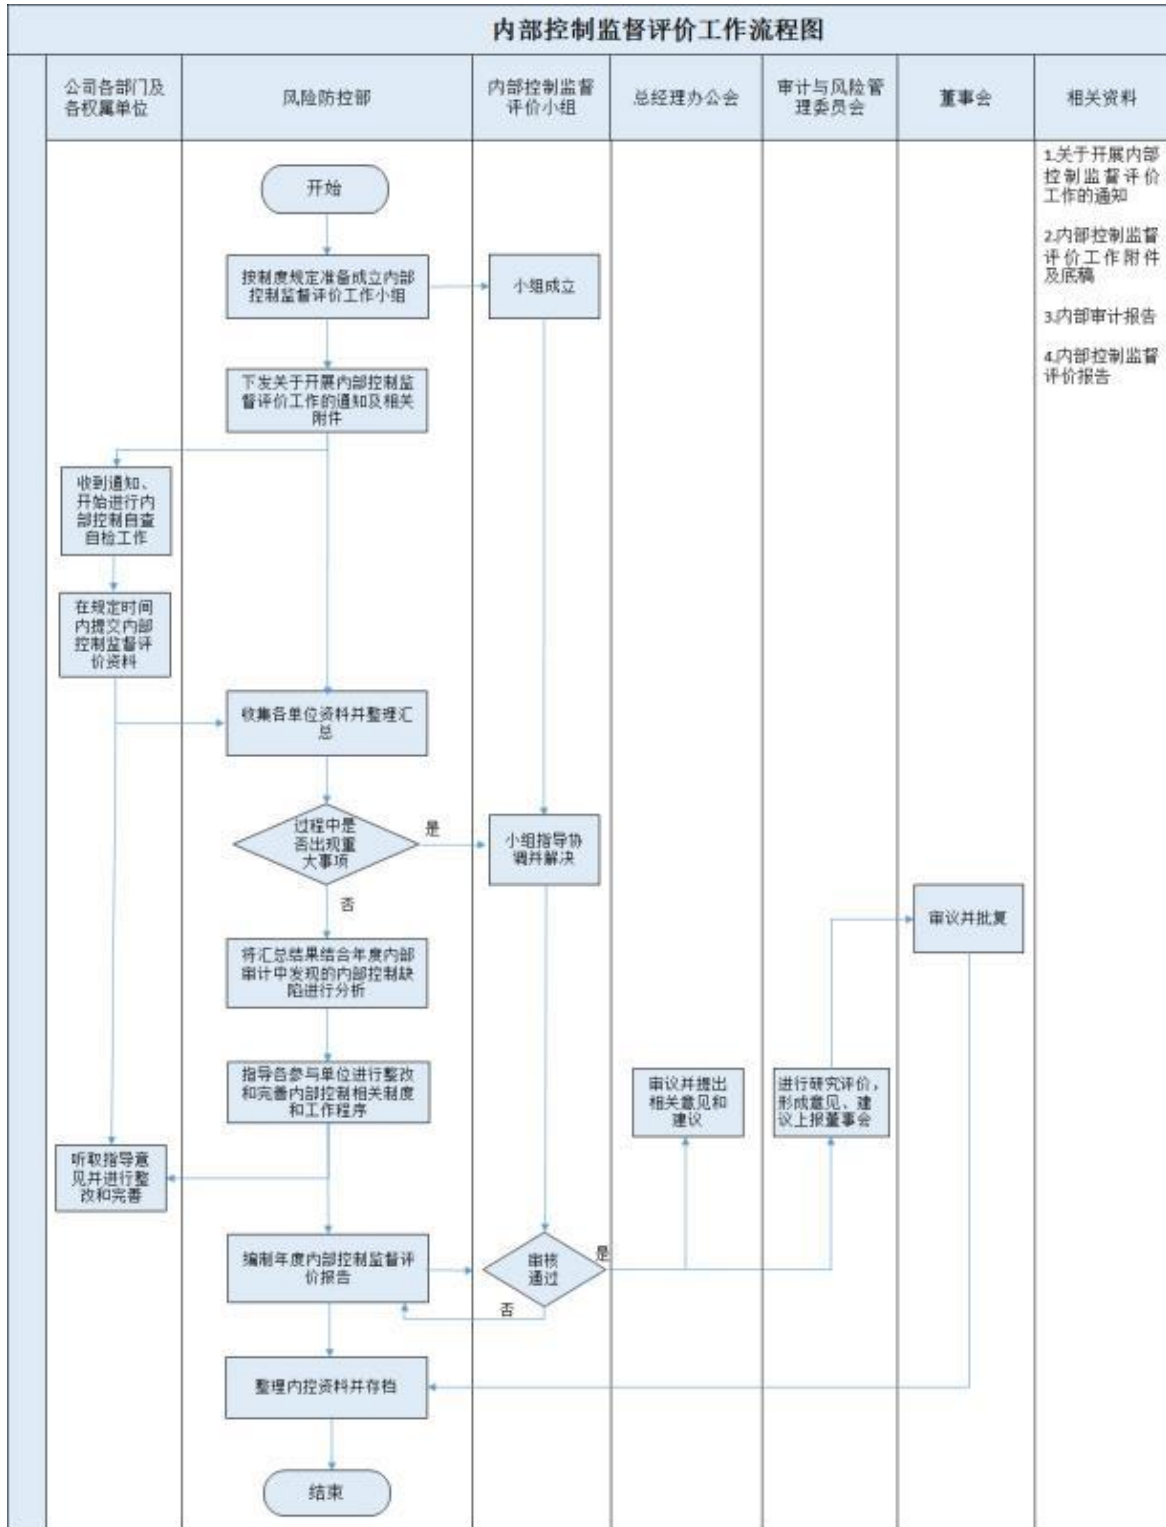 内部控制监督评价工作流程图
公司各部门及
各权属单位
风险防控部
内部控制监督
评价小组
总经理办公会
审计与风险管
理委员会
董事会
相关资料
1.关于开展内部
控制监督评价
工作的通知
2.内部控制监督
评价工作附件
及底稿
3.内部审计报告
4.内部控制监督
评价报告
开始
按制度规定准备成立内部
控制监督评价工作小组
小组成立
下发关于开展内部控制监
督评价工作的通知及相关
附件
收到通知、
开始进行内
部控制自查
自检工作
在规定时间
内提交内部
控制监督评
价资料
收集各单位资料并整理汇
总
过程中是
否出现重
大事项
是
小组指导协
调并解决
否
审议并批复
将汇总结果结合年度内部
审计中发现的内部控制缺
陷进行分析
指导各参与单位进行整改
和完善内部控制相关制度
和工作程序
审议并提出
相关意见和
建议
进行研究评价，
形成意见、建
议上报董事会
听取指导意
见并进行整
改和完善
编制年度内部控制监督评
价报告
审核
通过
是
否
整理内控资料并存档
结束